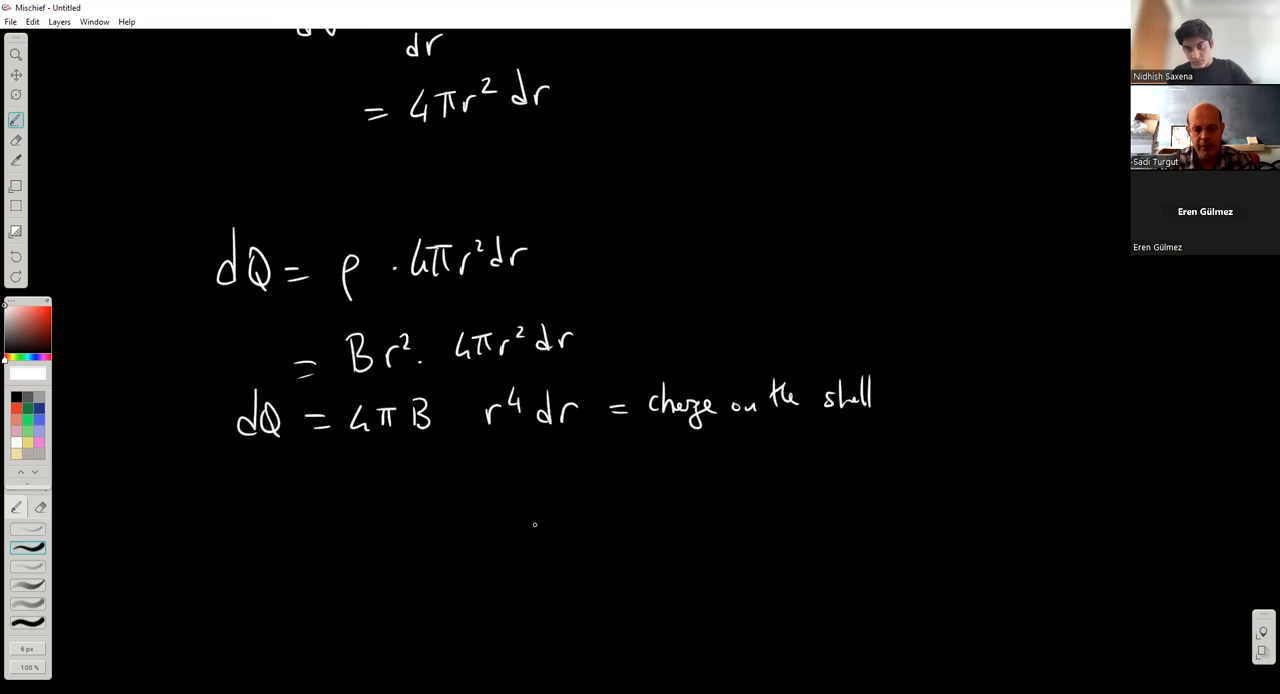 Mischief - Untitled
File Edit Layers Window Help
dr
= 4πr² dr
dQ = ρ · 4πr² dr
= Br² · 4πr² dr
dQ = 4πB r⁴ dr = charge on the shell
Nidhish Saxena
Sadi Turgut
Eren Gülmez
Eren Gülmez
6 px
100 %